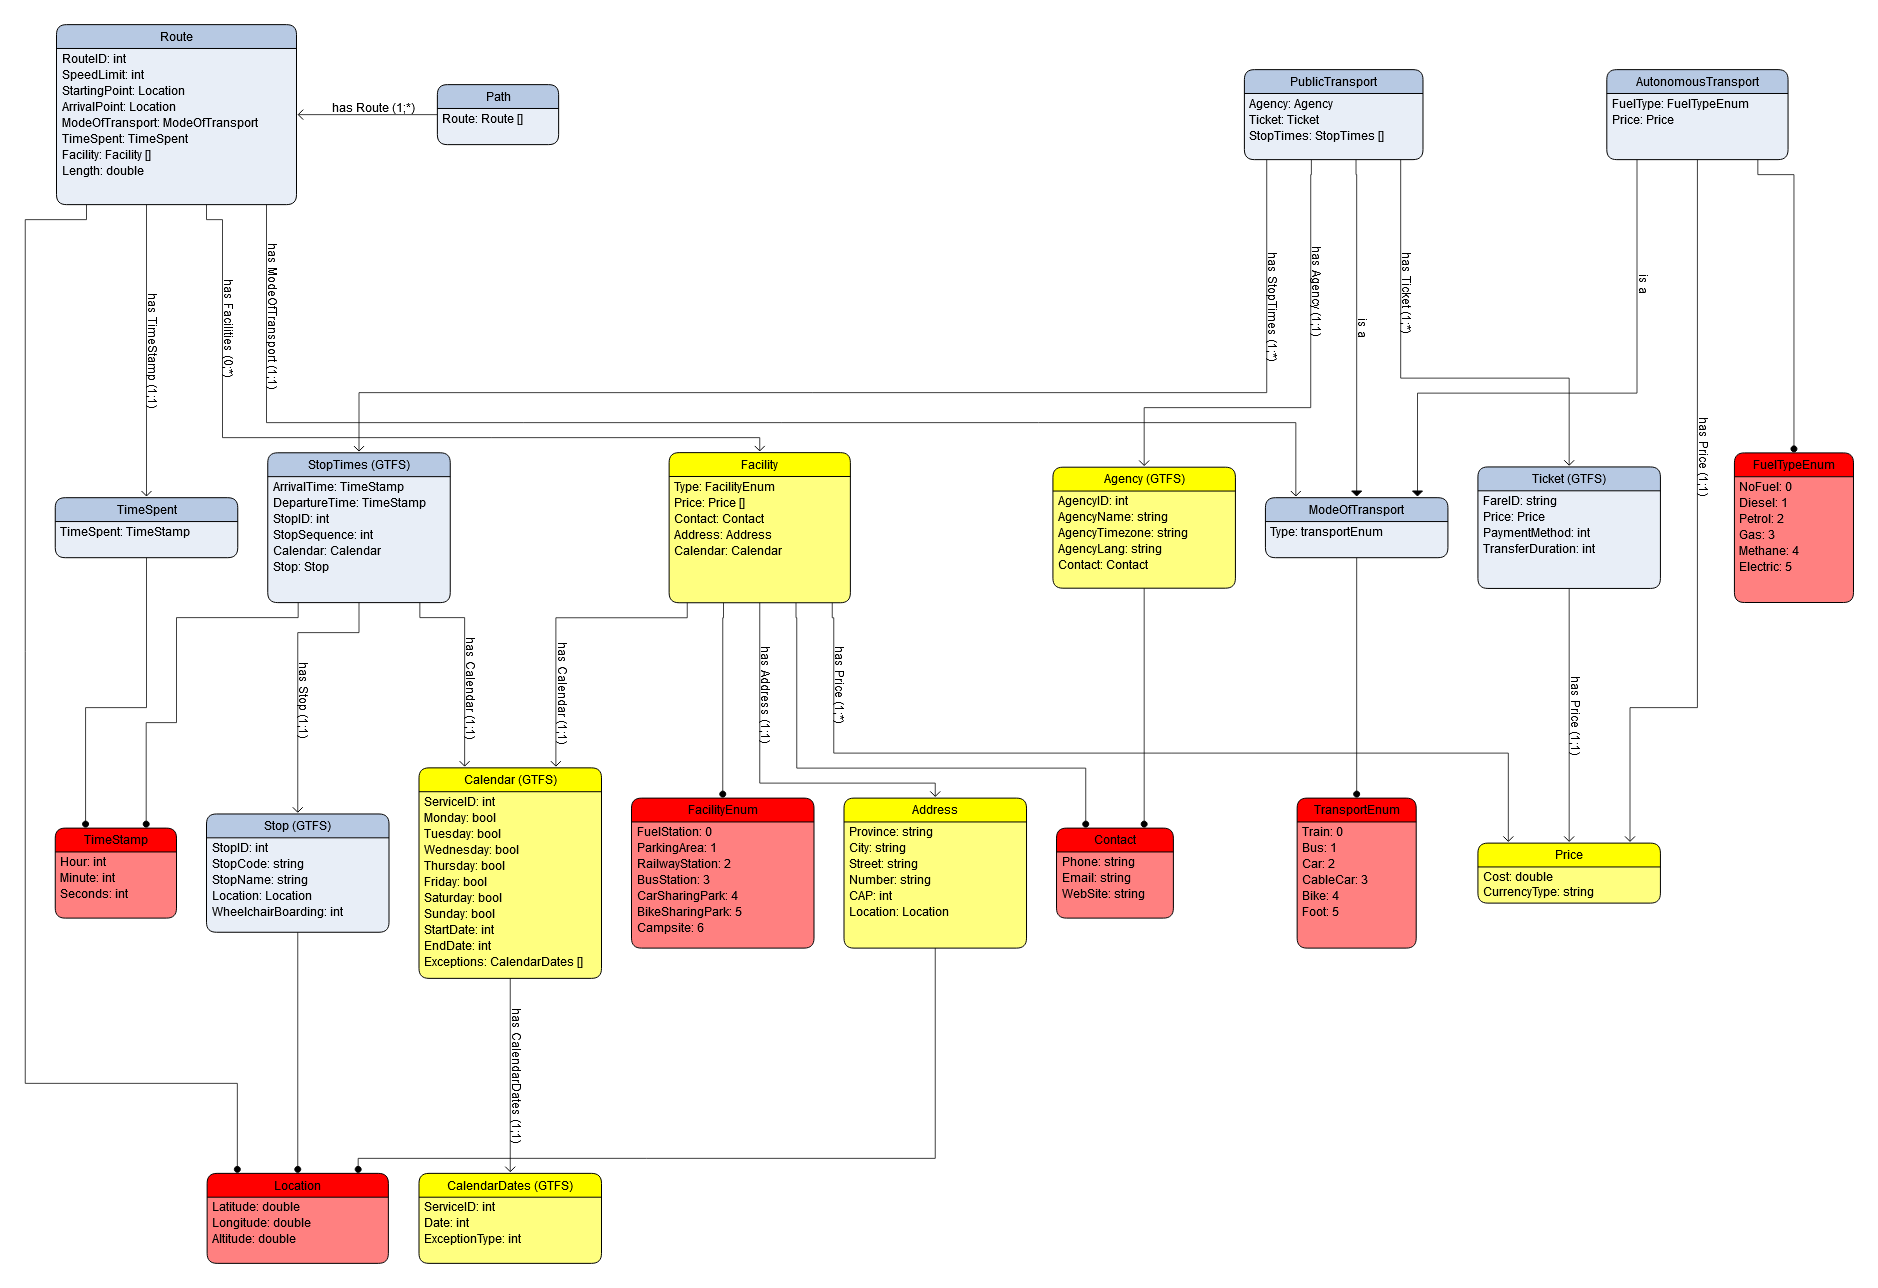 Route
RouteID: int
SpeedLimit: int
StartingPoint: Location
ArrivalPoint: Location
ModeOfTransport: ModeOfTransport
TimeSpent: TimeSpent
Facility: Facility []
Length: double
has Route (1;*)
Path
Route: Route []
PublicTransport
Agency: Agency
Ticket: Ticket
StopTimes: StopTimes []
AutonomousTransport
FuelType: FuelTypeEnum
Price: Price
has TimeStamp (1;1)
has Facilities (0;*)
has ModeOfTransport (1;1)
has StopTimes (1;*)
has Agency (1;1)
is a
has Ticket (1;*)
is a
has Price (1;1)
TimeSpent
TimeSpent: TimeStamp
StopTimes (GTFS)
ArrivalTime: TimeStamp
DepartureTime: TimeStamp
StopID: int
StopSequence: int
Calendar: Calendar
Stop: Stop
Facility
Type: FacilityEnum
Price: Price []
Contact: Contact
Address: Address
Calendar: Calendar
Agency (GTFS)
AgencyID: int
AgencyName: string
AgencyTimezone: string
AgencyLang: string
Contact: Contact
ModeOfTransport
Type: transportEnum
Ticket (GTFS)
FareID: string
Price: Price
PaymentMethod: int
TransferDuration: int
FuelTypeEnum
NoFuel: 0
Diesel: 1
Petrol: 2
Gas: 3
Methane: 4
Electric: 5
has Stop (1;1)
has Calendar (1;1)
has Calendar (1;1)
has Address (1;1)
has Price (1;*)
has Price (1;1)
TimeStamp
Hour: int
Minute: int
Seconds: int
Stop (GTFS)
StopID: int
StopCode: string
StopName: string
Location: Location
WheelchairBoarding: int
Calendar (GTFS)
ServiceID: int
Monday: bool
Tuesday: bool
Wednesday: bool
Thursday: bool
Friday: bool
Saturday: bool
Sunday: bool
StartDate: int
EndDate: int
Exceptions: CalendarDates []
FacilityEnum
FuelStation: 0
ParkingArea: 1
RailwayStation: 2
BusStation: 3
CarSharingPark: 4
BikeSharingPark: 5
Campsite: 6
Address
Province: string
City: string
Street: string
Number: string
CAP: int
Location: Location
Contact
Phone: string
Email: string
WebSite: string
TransportEnum
Train: 0
Bus: 1
Car: 2
CableCar: 3
Bike: 4
Foot: 5
Price
Cost: double
CurrencyType: string
has CalendarDates (1;1)
Location
Latitude: double
Longitude: double
Altitude: double
CalendarDates (GTFS)
ServiceID: int
Date: int
ExceptionType: int